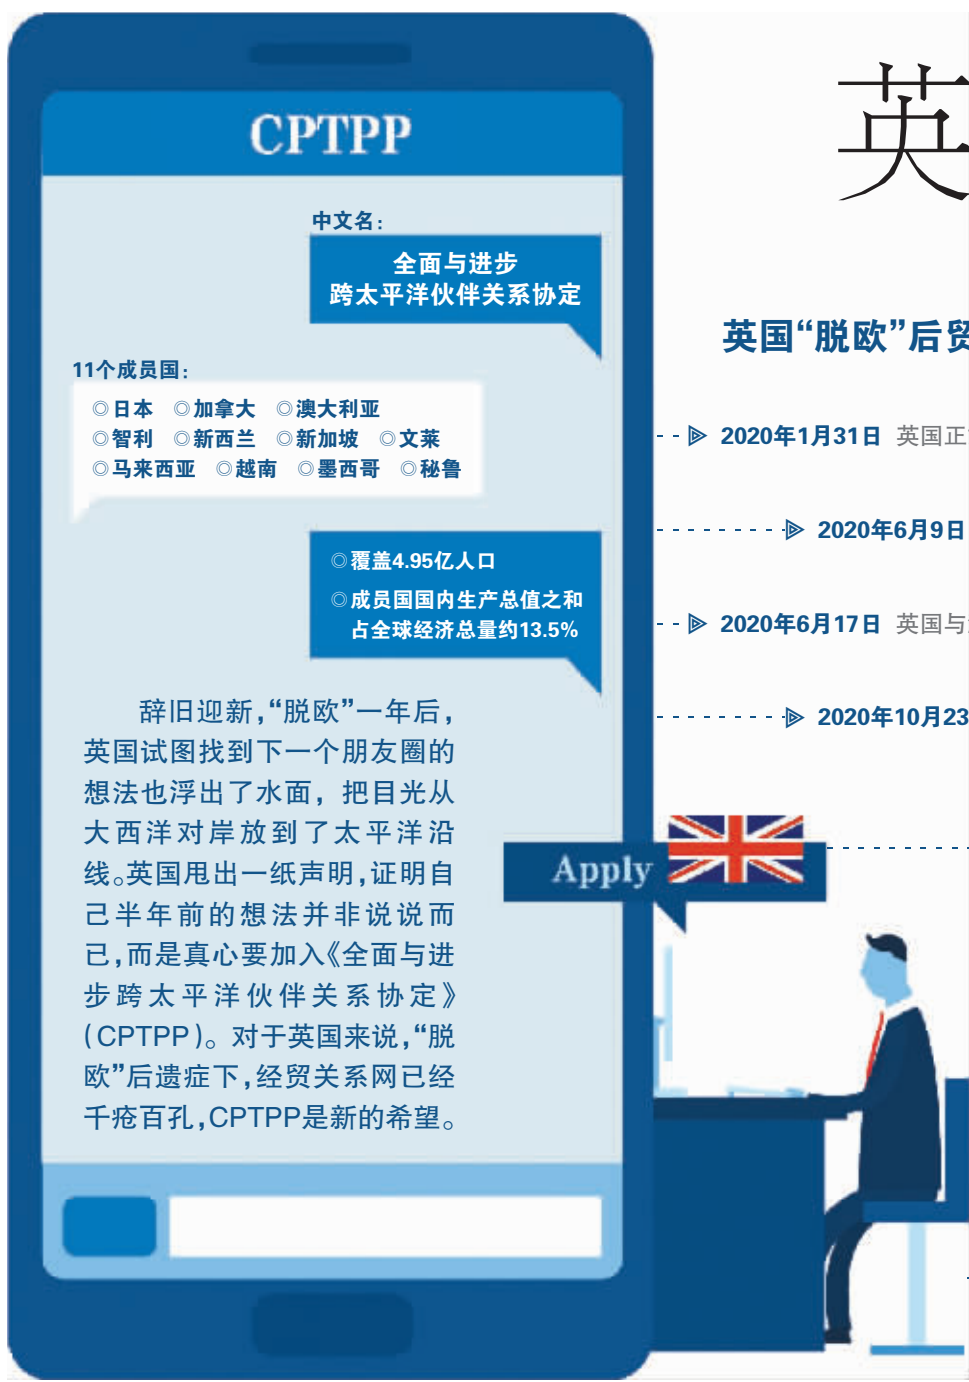 CPTPP
中文名：
全面与进步
跨太平洋伙伴关系协定
11个成员国：
◎日本 ◎加拿大 ◎澳大利亚
◎智利 ◎新西兰 ◎新加坡 ◎文莱
◎马来西亚 ◎越南 ◎墨西哥 ◎秘鲁
◎覆盖4.95亿人口
◎成员国国内生产总值之和
占全球经济总量约13.5%
辞旧迎新，“脱欧”一年后，
英国试图找到下一个朋友圈的
想法也浮出了水面，把目光从
大西洋对岸放到了太平洋沿
线。英国甩出一纸声明，证明自
己半年前的想法并非说说而
已，而是真心要加入《全面与进
步跨太平洋伙伴关系协定》
（CPTPP）。对于英国来说，“脱
欧”后遗症下，经贸关系网已经
千疮百孔，CPTPP是新的希望。
英
英国“脱欧”后贸
2020年1月31日 英国正
2020年6月9日
2020年6月17日 英国与
2020年10月23
Apply